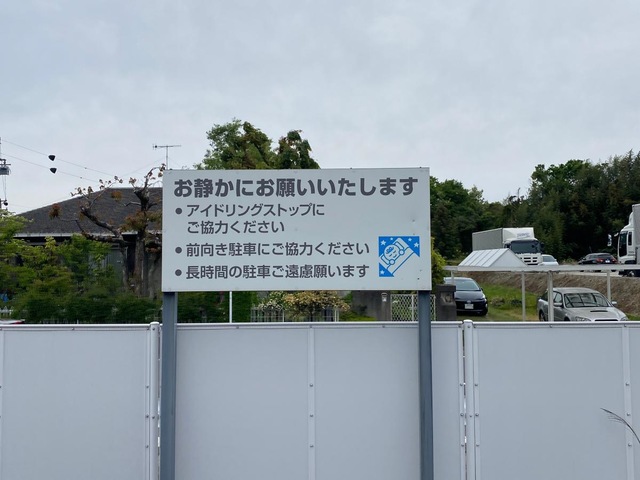 お静かにお願いいたします
•アイドリングストップに
ご協力ください
•前向き駐車にご協力ください
•長時間の駐車ご遠慮願います